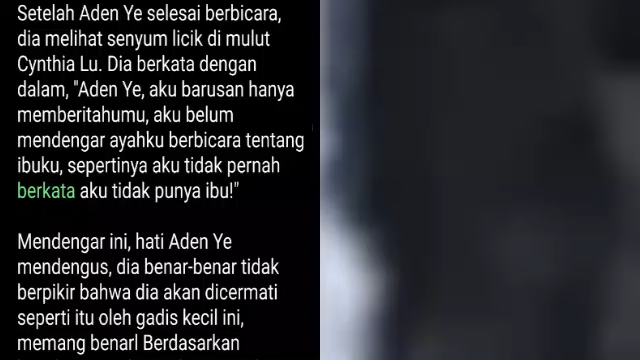 Setelah Aden Ye selesai berbicara,
dia melihat senyum licik di mulut
Cynthia Lu. Dia berkata dengan
dalam, "Aden Ye, aku barusan hanya
memberitahumu, aku belum
mendengar ayahku berbicara tentang
ibuku, sepertinya aku tidak pernah
berkata aku tidak punya ibu!"
Mendengar ini, hati Aden Ye
mendengus, dia benar-benar tidak
berpikir bahwa dia akan dicermati
seperti itu oleh gadis kecil ini,
memang benarl Berdasarkan